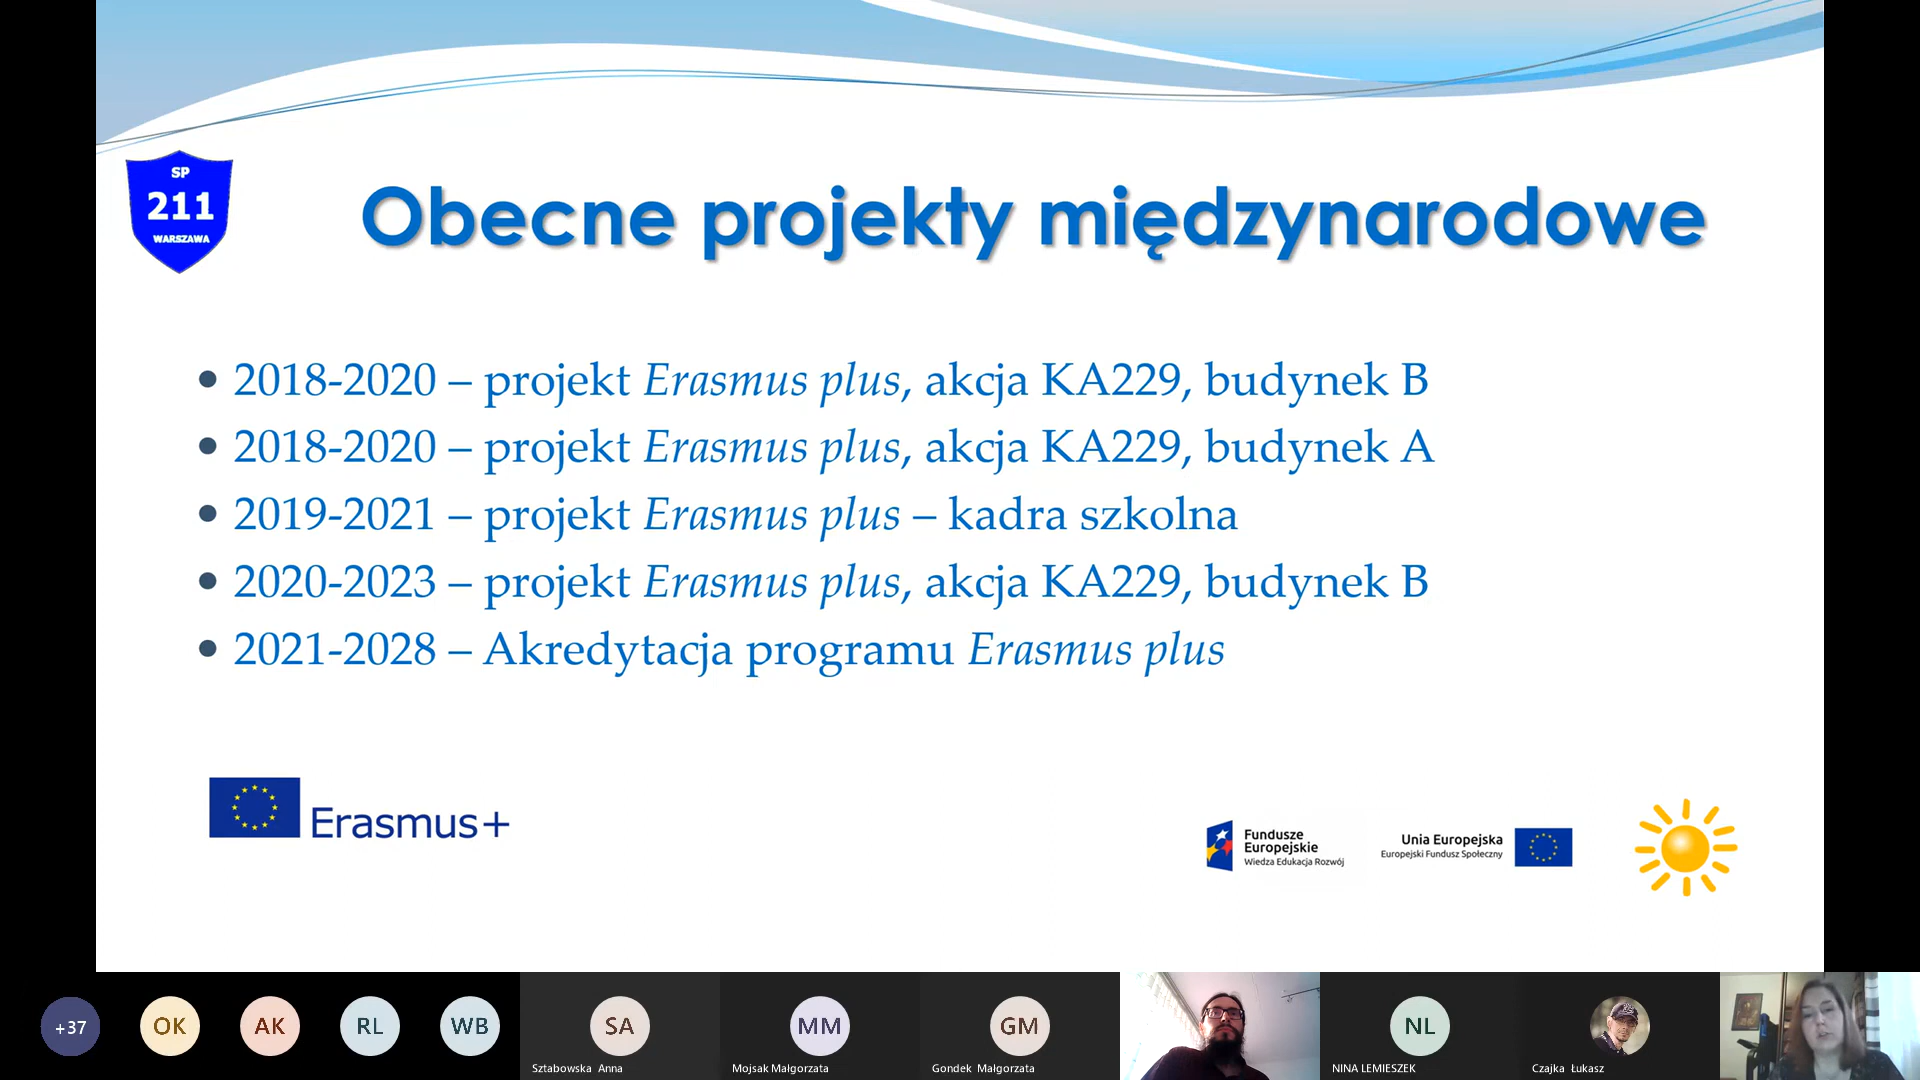 SP
211
WARSZAWA
Obecne projekty międzynarodowe
• 2018-2020 – projekt Erasmus plus, akcja KA229, budynek B
• 2018-2020 – projekt Erasmus plus, akcja KA229, budynek A
• 2019-2021 – projekt Erasmus plus – kadra szkolna
• 2020-2023 – projekt Erasmus plus, akcja KA229, budynek B
• 2021-2028 – Akredytacja programu Erasmus plus
Erasmus+
Fundusze
Europejskie
Wiedza Edukacja Rozwój
Unia Europejska
Europejski Fundusz Społeczny
+37
OK
AK
RL
WB
SA
Sztabowska Anna
MM
Mojsak Małgorzata
GM
Gondek Małgorzata
NL
NINA LEMIESZEK
Czajka Łukasz